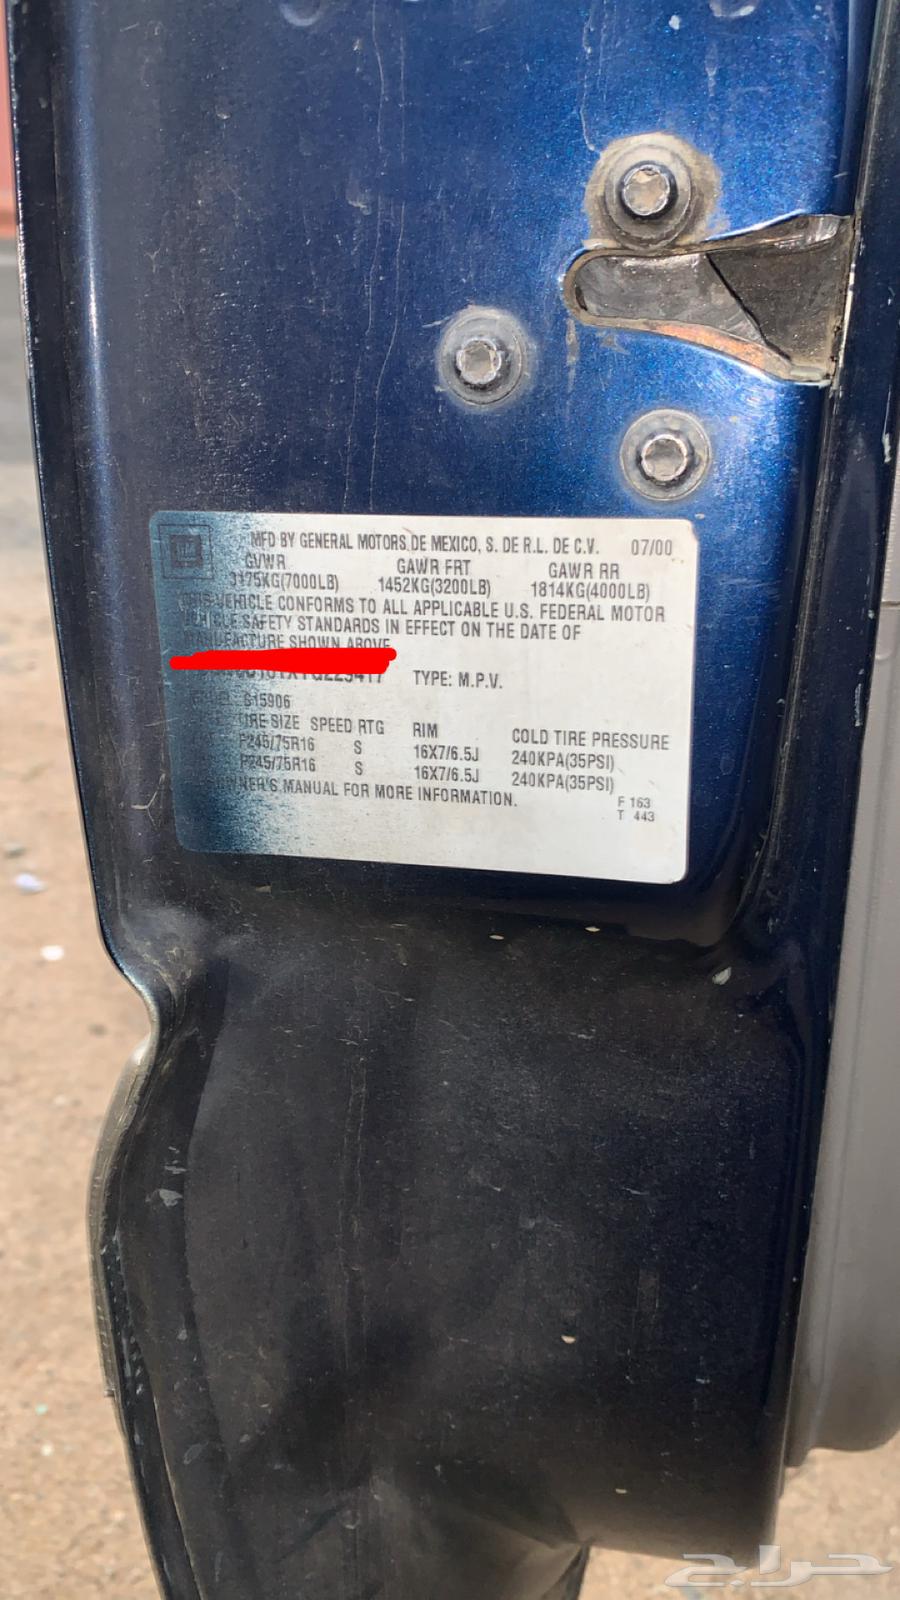 GM
MFD BY GENERAL MOTORS DE MEXICO, S. DE R.L. DE C.V. 07/00
GVWR GAWR FRT GAWR RR
3175KG(7000LB) 1452KG(3200LB) 1814KG(4000LB)
VEHICLE CONFORMS TO ALL APPLICABLE U.S. FEDERAL MOTOR
VEHICLE SAFETY STANDARDS IN EFFECT ON THE DATE OF
MANUFACTURE SHOWN ABOVE
TYPE: M.P.V.
TIRE SIZE SPEED RTG RIM COLD TIRE PRESSURE
P245/75R16 S 16X7/6.5J 240KPA(35PSI)
P245/75R16 S 16X7/6.5J 240KPA(35PSI)
OWNER'S MANUAL FOR MORE INFORMATION.
F 163
T 443
حراج